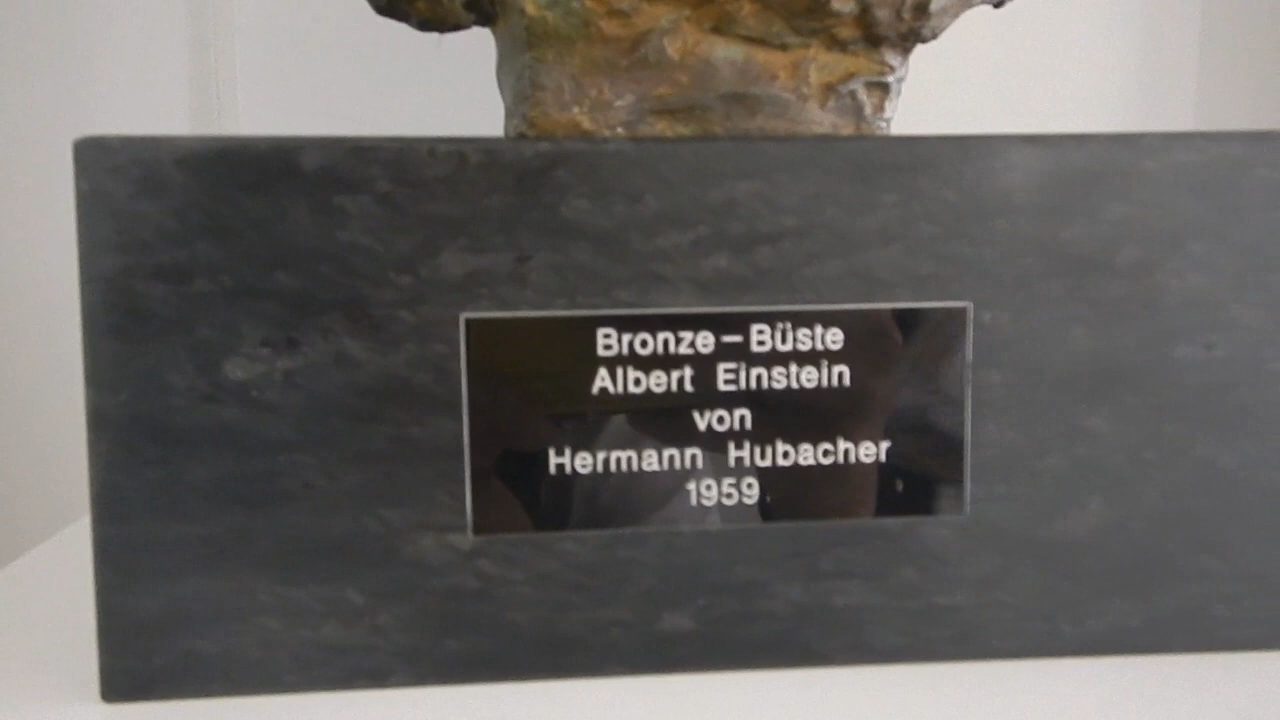 Bronze–Büste
Albert Einstein
von
Hermann Hubacher
1959